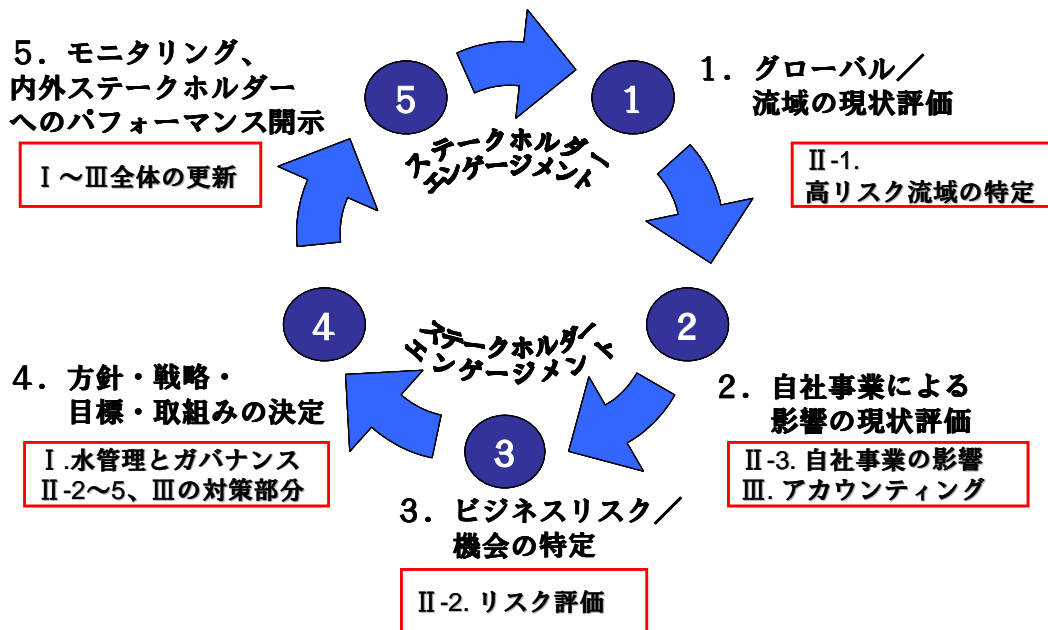 5
1
2
3
4
ステークホルダー
エンゲージメント
ステークホルダー
エンゲージメント
1．グローバル／
流域の現状評価
Ⅱ-1.
高リスク流域の特定
2．自社事業による
影響の現状評価
Ⅱ-3. 自社事業の影響
Ⅲ. アカウンティング
3．ビジネスリスク／
機会の特定
Ⅱ-2. リスク評価
4．方針・戦略・
目標・取組みの決定
Ⅰ.水管理とガバナンス
Ⅱ-2～5、Ⅲの対策部分
5．モニタリング、
内外ステークホルダー
へのパフォーマンス開示
Ⅰ～Ⅲ全体の更新